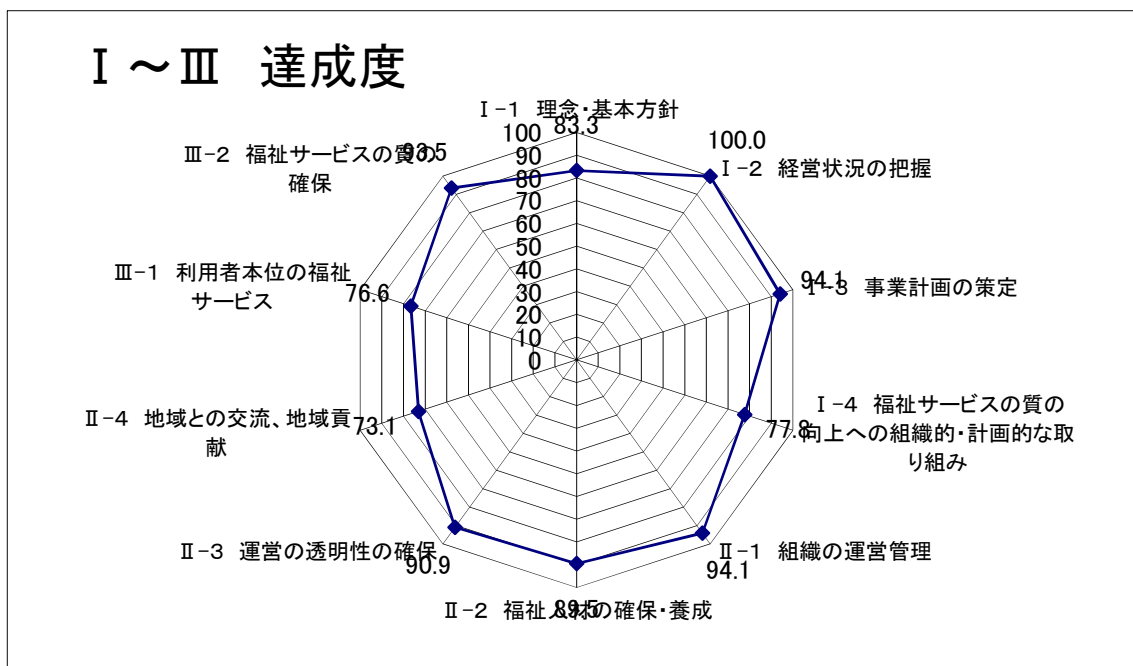 Ⅰ～Ⅲ 達成度
Ⅰ-1 理念・基本方針
83.3
100.0
Ⅰ-2 経営状況の把握
94.1
Ⅰ-3 事業計画の策定
Ⅰ-4 福祉サービスの質の
向上への組織的・計画的な取
り組み
77.8
Ⅱ-1 組織の運営管理
94.1
Ⅱ-2 福祉人材の確保・養成
89.5
Ⅱ-3 運営の透明性の確保
90.9
Ⅱ-4 地域との交流、地域貢
献
73.1
Ⅲ-1 利用者本位の福祉
サービス
76.6
Ⅲ-2 福祉サービスの質の
確保
93.5
100
90
80
70
60
50
40
30
20
10
0